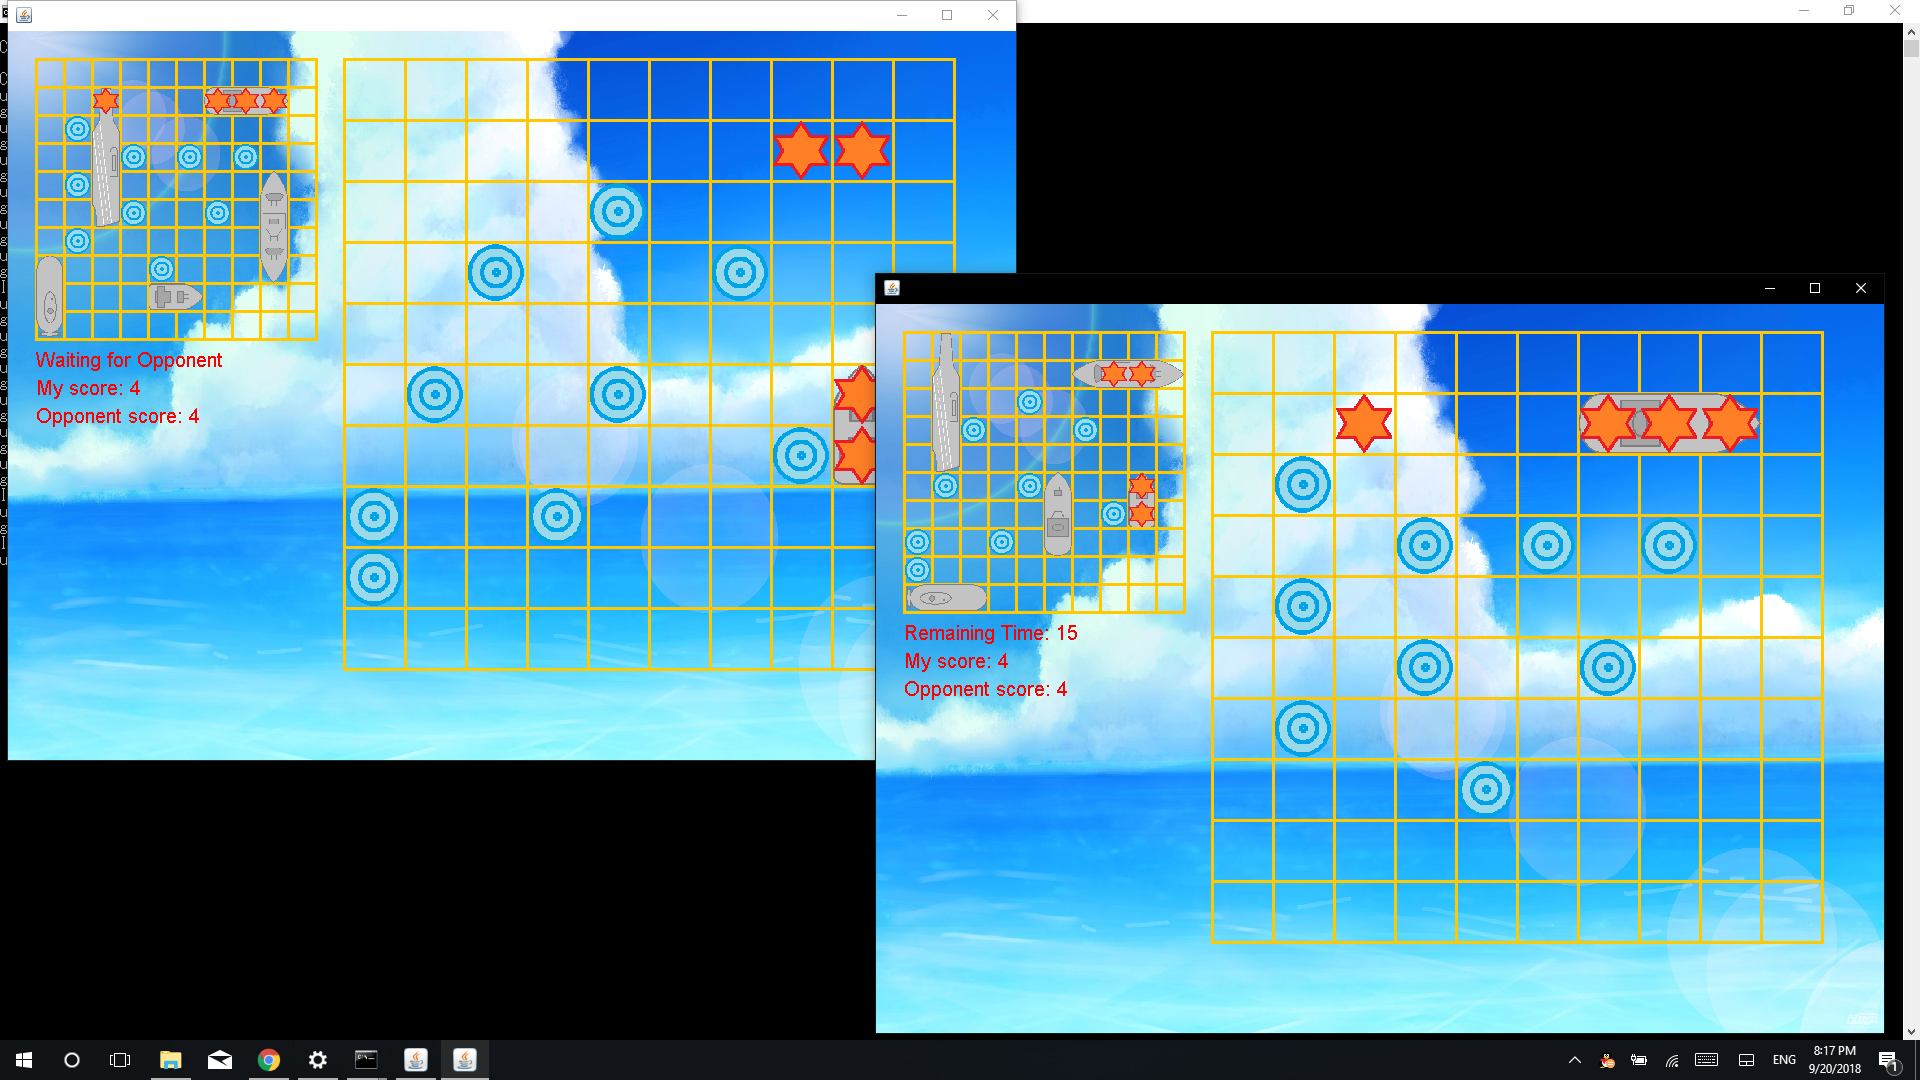 Waiting for Opponent
My score: 4
Opponent score: 4
Remaining Time: 15
My score: 4
Opponent score: 4
ENG
8:17 PM
9/20/2018
1